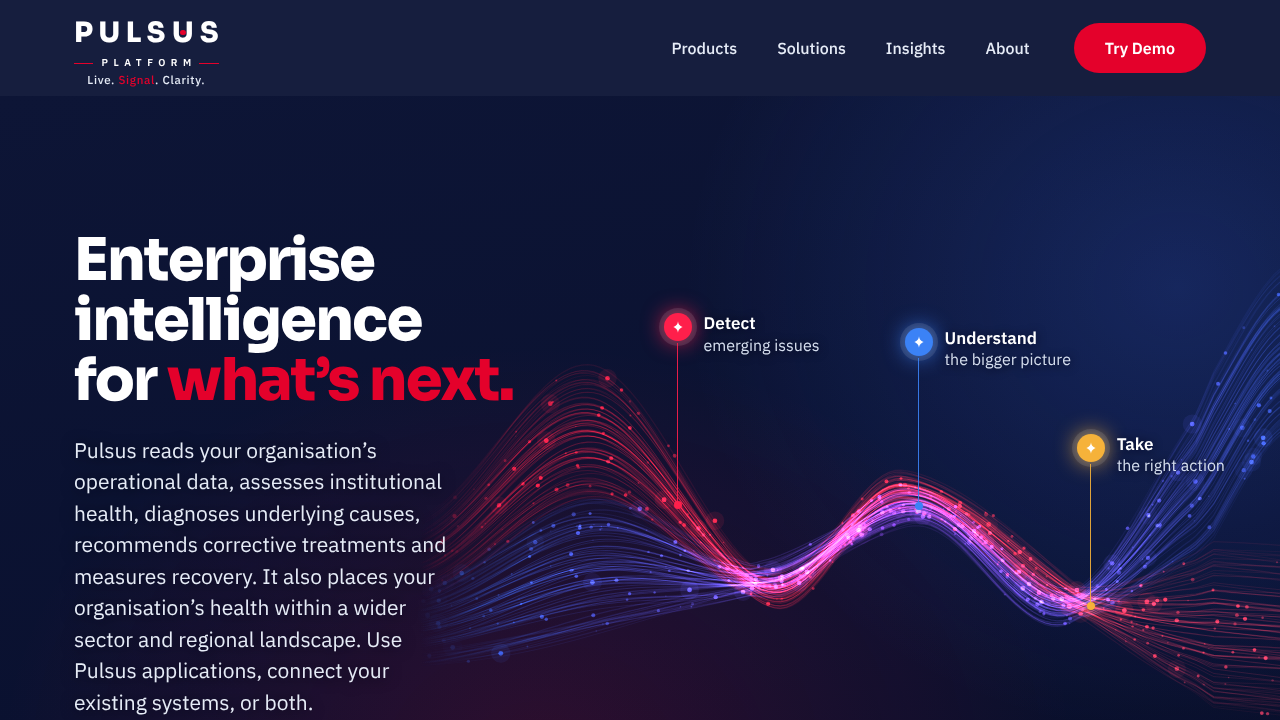 PULSUS
PLATFORM
Live. Signal. Clarity.
Products
Solutions
Insights
About
Try Demo
Enterprise
intelligence
for what’s next.
Pulsus reads your organisation’s
operational data, assesses institutional
health, diagnoses underlying causes,
recommends corrective treatments and
measures recovery. It also places your
organisation’s health within a wider
sector and regional landscape. Use
Pulsus applications, connect your
existing systems, or both.
Detect
emerging issues
Understand
the bigger picture
Take
the right action